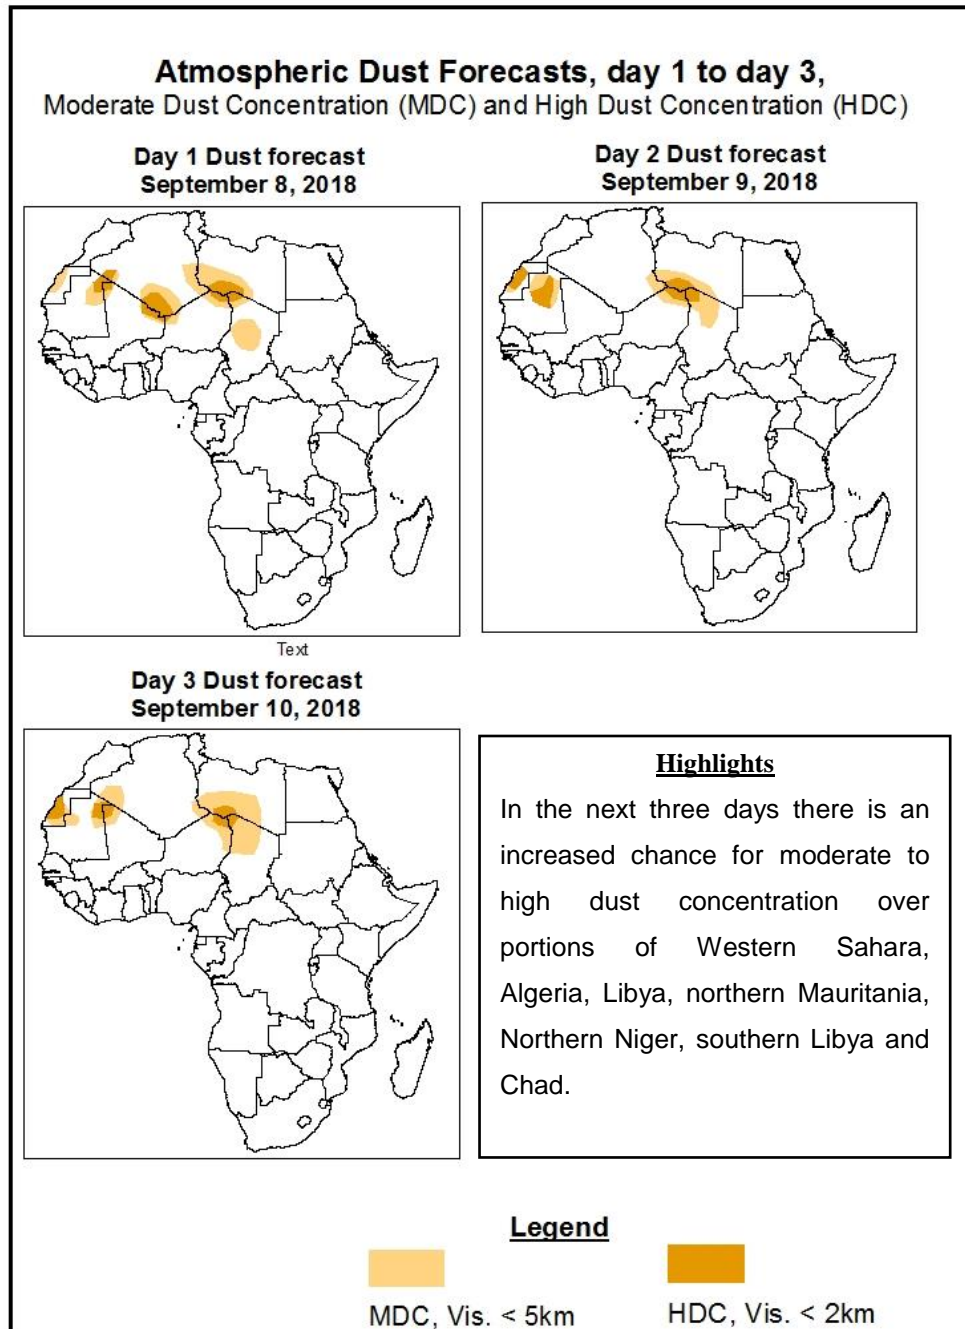 Atmospheric Dust Forecasts, day 1 to day 3,
Moderate Dust Concentration (MDC) and High Dust Concentration (HDC)
Day 1 Dust forecast
September 8, 2018
Day 2 Dust forecast
September 9, 2018
Text
Day 3 Dust forecast
September 10, 2018
Highlights
In the next three days there is an
increased chance for moderate to
high dust concentration over
portions of Western Sahara,
Algeria, Libya, northern Mauritania,
Northern Niger, southern Libya and
Chad.
Legend
MDC, Vis. < 5km
HDC, Vis. < 2km